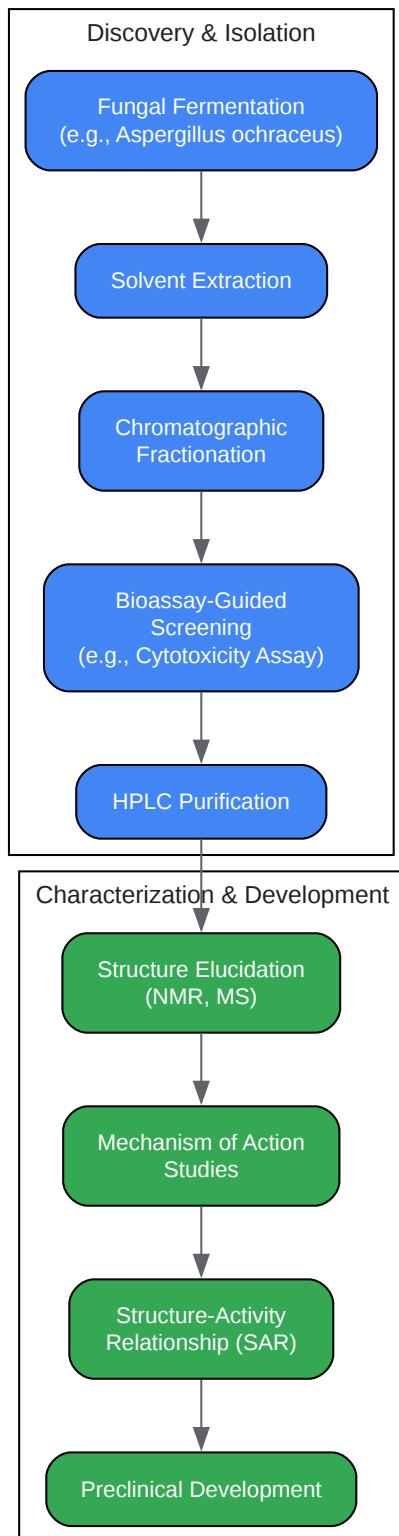 Discovery & Isolation
Fungal Fermentation
(e.g., Aspergillus ochraceus)
Solvent Extraction
Chromatographic
Fractionation
Bioassay-Guided
Screening
(e.g., Cytotoxicity Assay)
HPLC Purification
Characterization & Development
Structure Elucidation
(NMR, MS)
Mechanism of Action
Studies
Structure-Activity
Relationship (SAR)
Preclinical Development